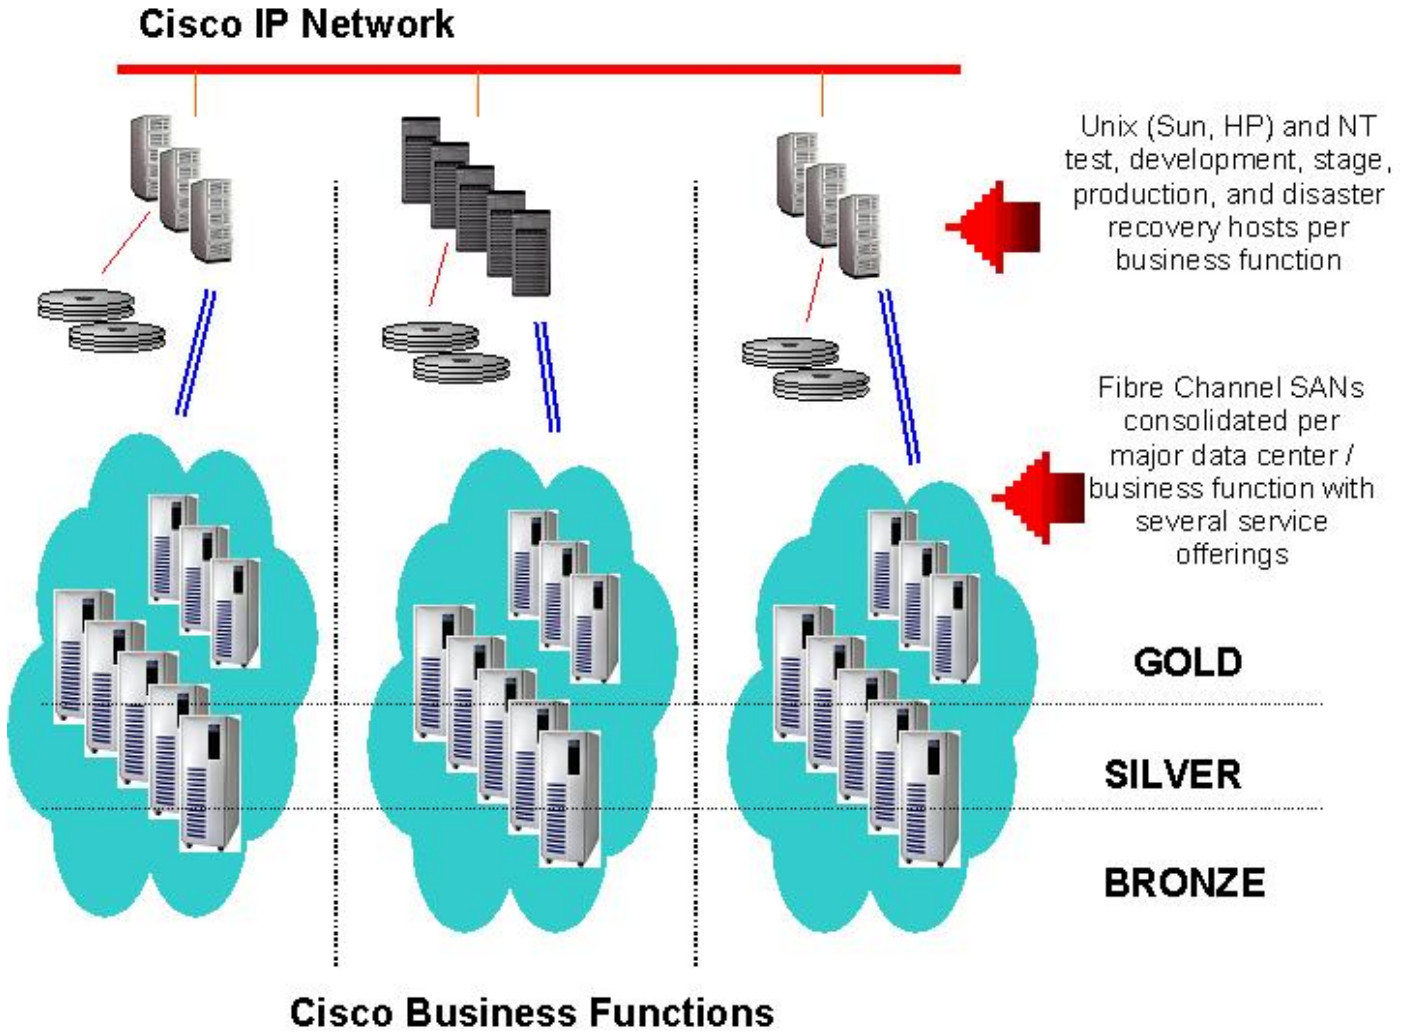 Cisco IP Network
Unix (Sun, HP) and NT
test, development, stage,
production, and disaster
recovery hosts per
business function
Fibre Channel SANs
consolidated per
major data center /
business function with
several service
offerings
GOLD
SILVER
BRONZE
Cisco Business Functions